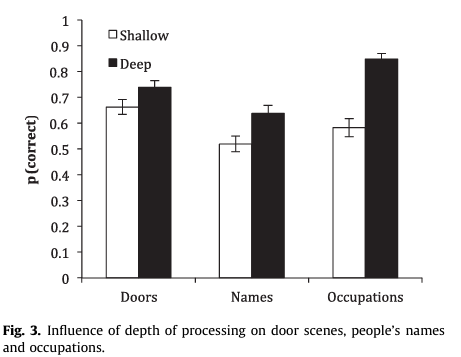 1
0.9
0.8
0.7
0.6
0.5
0.4
0.3
0.2
0.1
0
p (correct)
Shallow
Deep
Doors
Names
Occupations
Fig. 3. Influence of depth of processing on door scenes, people's names
and occupations.